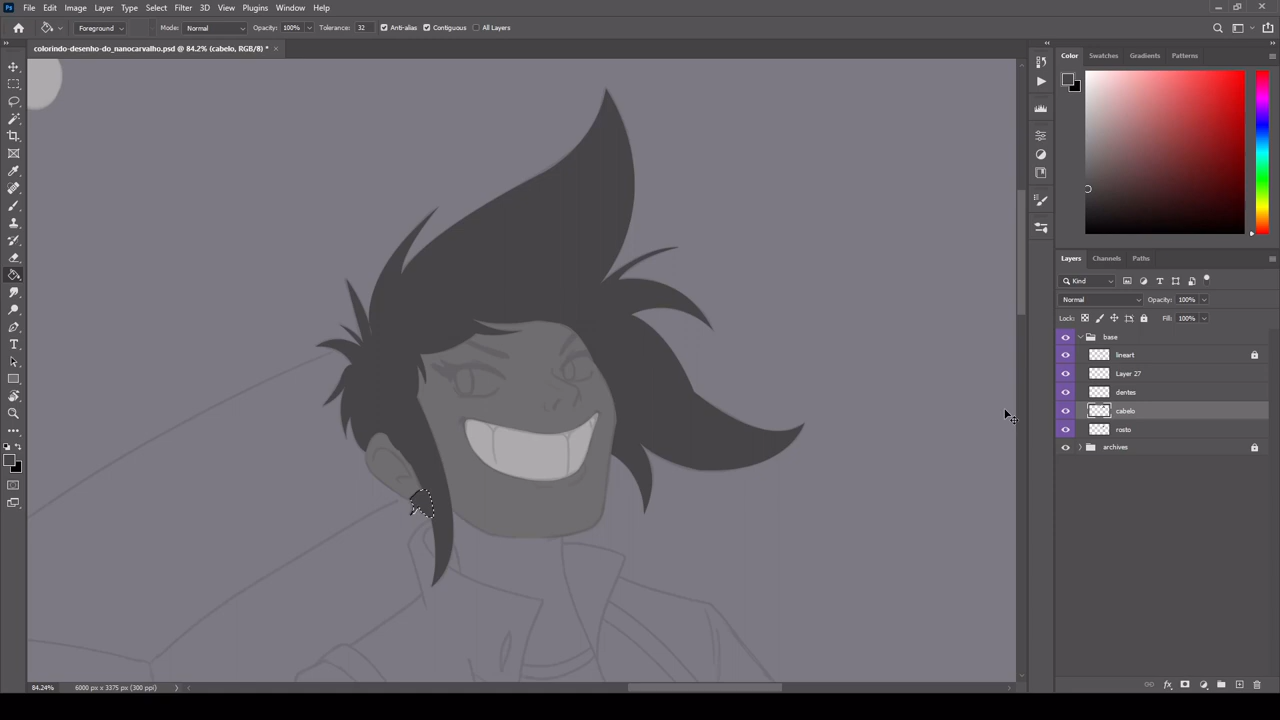 Ps File Edit Image Layer Type Select Filter 3D View Plugins Window Help
Foreground Mode: Normal Opacity: 100% Tolerance: 32 Anti-alias Contiguous All Layers
colorindo-desenho-do_nanocarvalho.psd @ 84.2% (cabelo, RGB/8) * ×
Color Swatches Gradients Patterns
Layers Channels Paths
Kind
Normal Opacity: 100%
Lock: Fill: 100%
base
lineart
Layer 27
dentes
cabelo
rosto
archives
84.24% 6000 px x 3375 px (300 ppi)